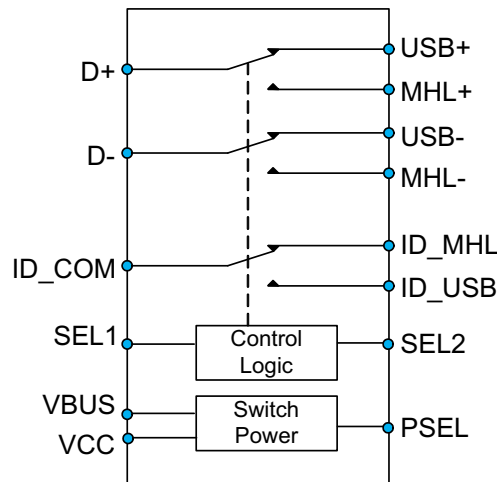 D+
USB+
MHL+
D-
USB-
MHL-
ID_COM
ID_MHL
ID_USB
SEL1
Control
Logic
SEL2
VBUS
VCC
Switch
Power
PSEL